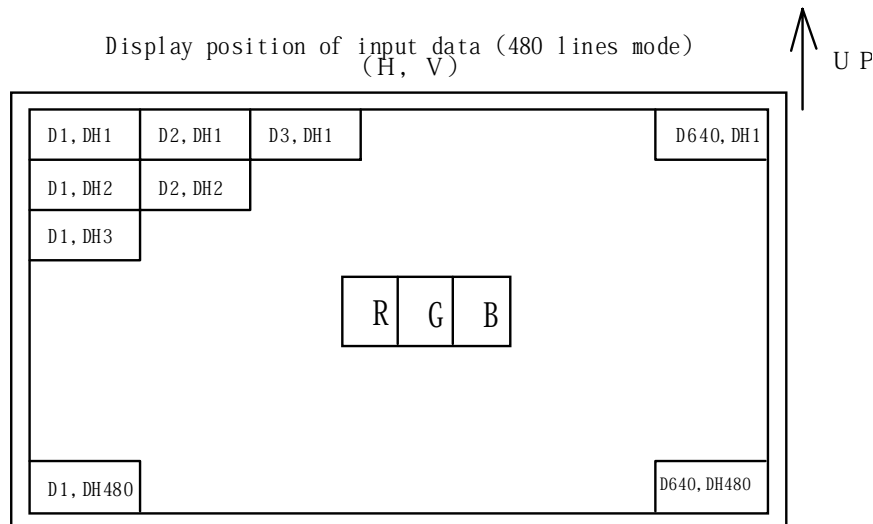 Display position of input data (480 lines mode)
(H, V)
UP
D1,DH1 D2,DH1 D3,DH1 D640,DH1
D1,DH2 D2,DH2
D1,DH3
R G B
D1,DH480 D640,DH480